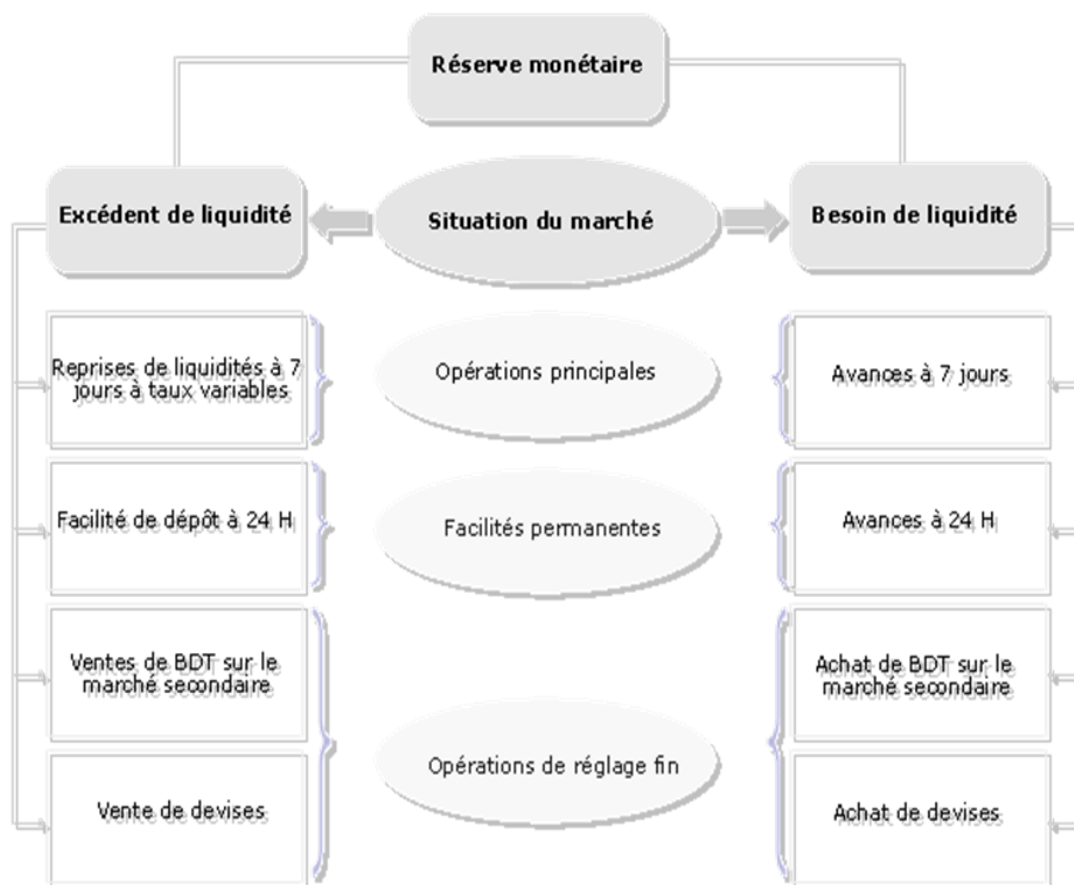 Réserve monétaire
Excédent de liquidité
Situation du marché
Besoin de liquidité
Reprises de liquidités à 7
jours à taux variables
Opérations principales
Avances à 7 jours
Facilité de dépôt à 24 H
Facilités permanentes
Avances à 24 H
Ventes de BDT sur le
marché secondaire
Achat de BDT sur le
marché secondaire
Opérations de réglage fin
Vente de devises
Achat de devises